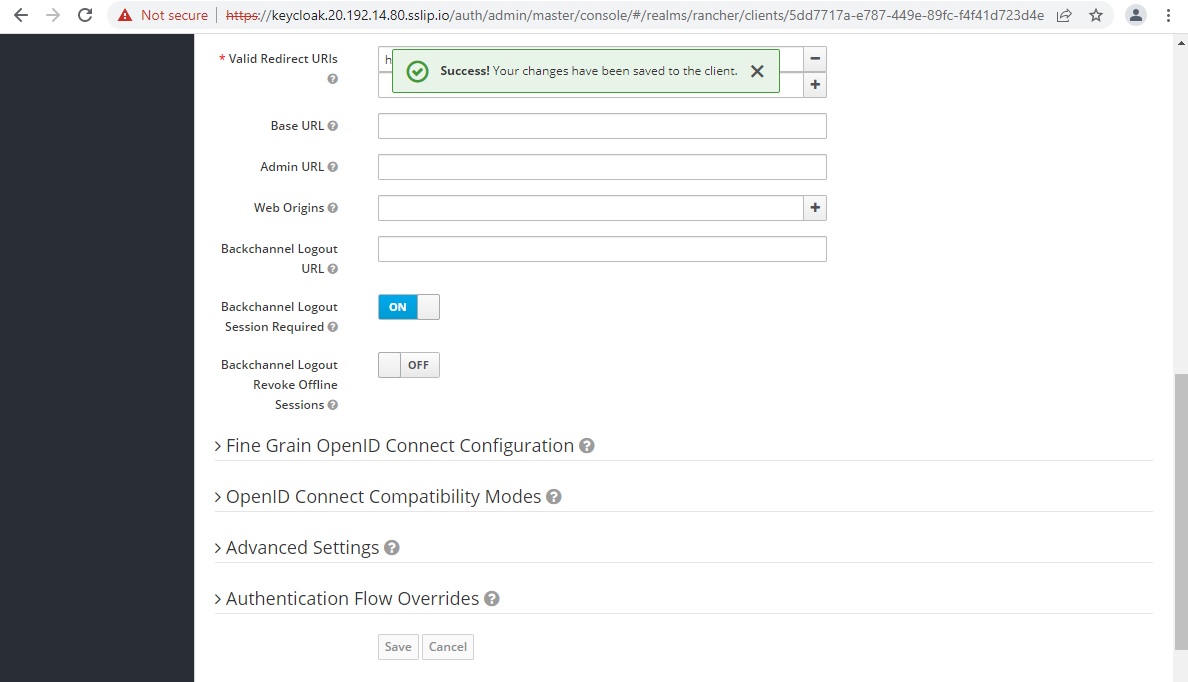 Not secure | https://keycloak.20.192.14.80.sslip.io/auth/admin/master/console/#/realms/rancher/clients/5dd7717a-e787-449e-89fc-f4f41d723d4e
* Valid Redirect URIs
h
Success! Your changes have been saved to the client.
Base URL
Admin URL
Web Origins
Backchannel Logout
URL
Backchannel Logout
Session Required
ON
Backchannel Logout
Revoke Offline
Sessions
OFF
Fine Grain OpenID Connect Configuration
OpenID Connect Compatibility Modes
Advanced Settings
Authentication Flow Overrides
Save Cancel